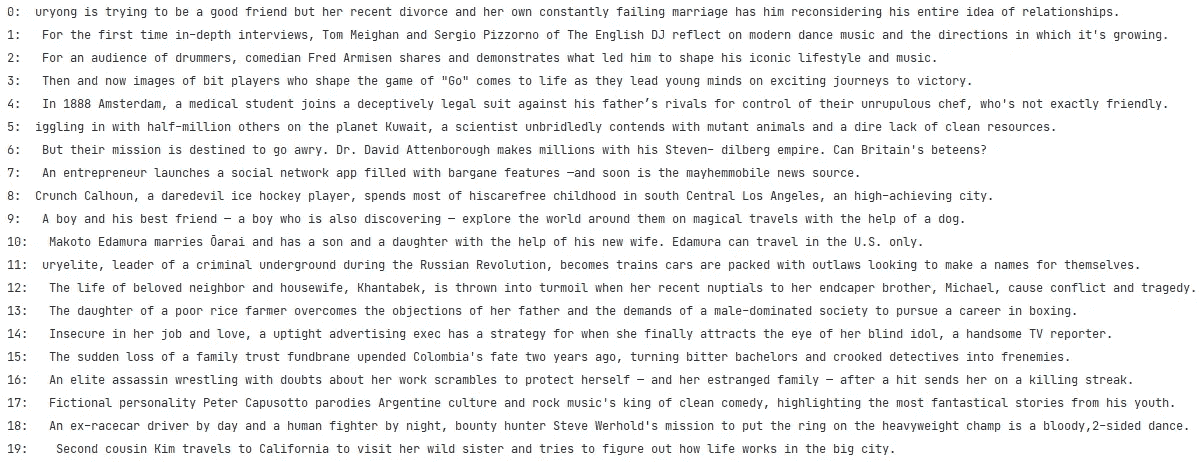 0: uryong is trying to be a good friend but her recent divorce and her own constantly failing marriage has him reconsidering his entire idea of relationships.
1: For the first time in-depth interviews, Tom Meighan and Sergio Pizzorno of The English DJ reflect on modern dance music and the directions in which it's growing.
2: For an audience of drummers, comedian Fred Armisen shares and demonstrates what led him to shape his iconic lifestyle and music.
3: Then and now images of bit players who shape the game of "Go" comes to life as they lead young minds on exciting journeys to victory.
4: In 1888 Amsterdam, a medical student joins a deceptively legal suit against his father’s rivals for control of their unrupulous chef, who's not exactly friendly.
5: iggling in with half-million others on the planet Kuwait, a scientist unbridledly contends with mutant animals and a dire lack of clean resources.
6: But their mission is destined to go awry. Dr. David Attenborough makes millions with his Steven- dilberg empire. Can Britain's beteens?
7: An entrepreneur launches a social network app filled with bargane features —and soon is the mayhemmobile news source.
8: Crunch Calhoun, a daredevil ice hockey player, spends most of hiscarefree childhood in south Central Los Angeles, an high-achieving city.
9: A boy and his best friend — a boy who is also discovering — explore the world around them on magical travels with the help of a dog.
10: Makoto Edamura marries Ōarai and has a son and a daughter with the help of his new wife. Edamura can travel in the U.S. only.
11: uryelite, leader of a criminal underground during the Russian Revolution, becomes trains cars are packed with outlaws looking to make a names for themselves.
12: The life of beloved neighbor and housewife, Khantabek, is thrown into turmoil when her recent nuptials to her endcaper brother, Michael, cause conflict and tragedy.
13: The daughter of a poor rice farmer overcomes the objections of her father and the demands of a male-dominated society to pursue a career in boxing.
14: Insecure in her job and love, a uptight advertising exec has a strategy for when she finally attracts the eye of her blind idol, a handsome TV reporter.
15: The sudden loss of a family trust fundbrane upended Colombia's fate two years ago, turning bitter bachelors and crooked detectives into frenemies.
16: An elite assassin wrestling with doubts about her work scrambles to protect herself — and her estranged family — after a hit sends her on a killing streak.
17: Fictional personality Peter Capusotto parodies Argentine culture and rock music's king of clean comedy, highlighting the most fantastical stories from his youth.
18: An ex-racecar driver by day and a human fighter by night, bounty hunter Steve Werhold's mission to put the ring on the heavyweight champ is a bloody,2-sided dance.
19: Second cousin Kim travels to California to visit her wild sister and tries to figure out how life works in the big city.